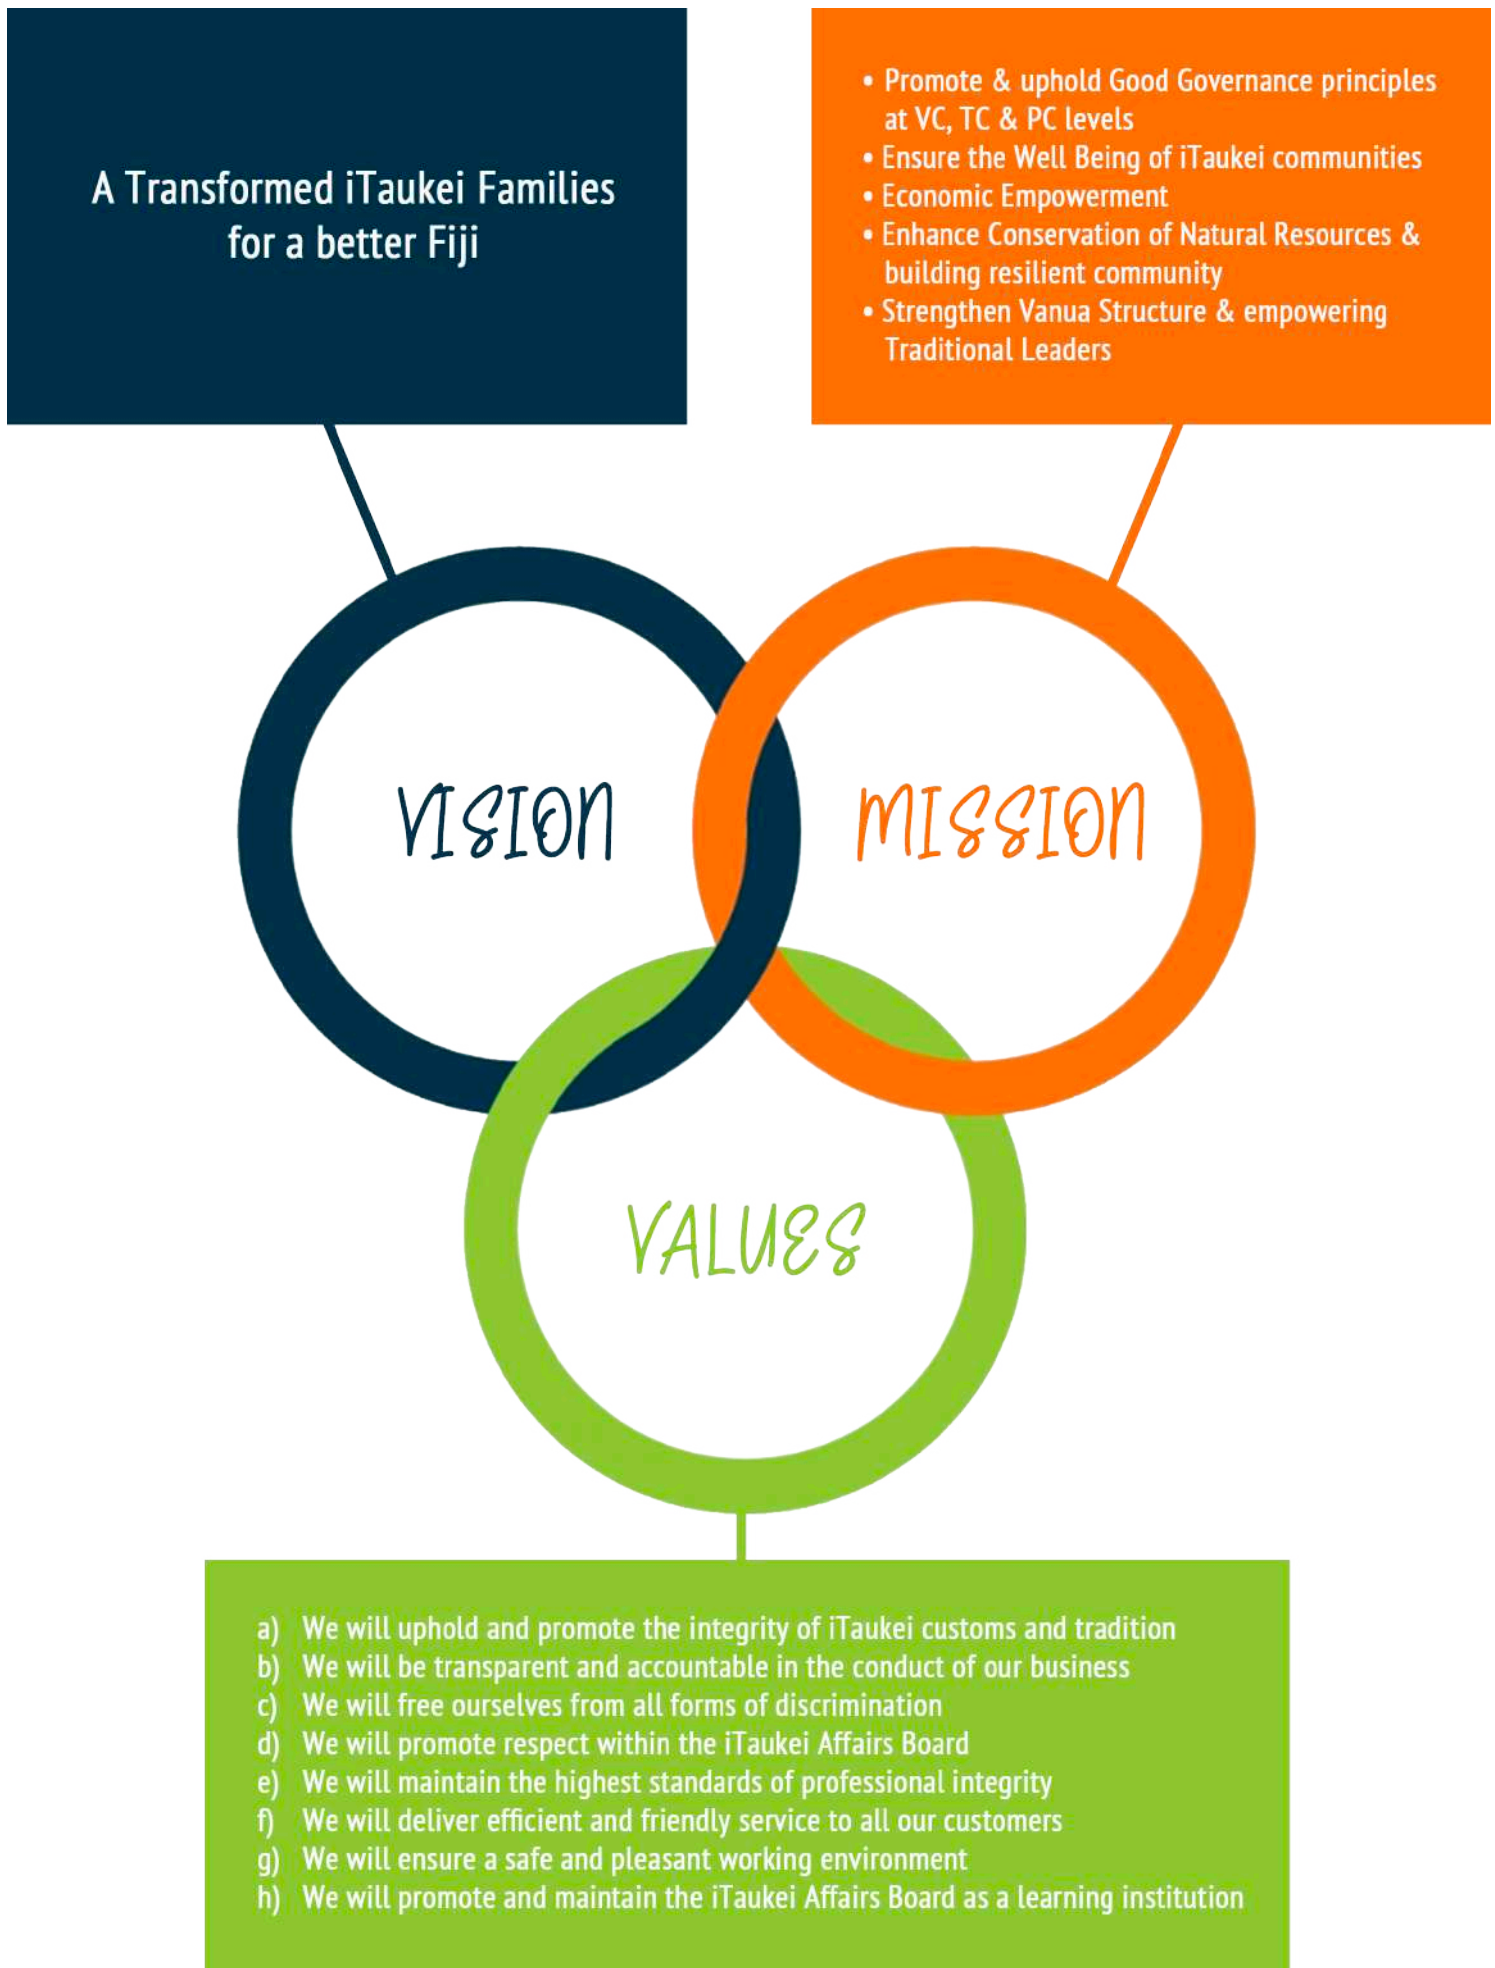 A Transformed iTaukei Families
for a better Fiji
• Promote & uphold Good Governance principles
at VC, TC & PC levels
• Ensure the Well Being of iTaukei communities
• Economic Empowerment
• Enhance Conservation of Natural Resources &
building resilient community
• Strengthen Vanua Structure & empowering
Traditional Leaders
VISION
MISSION
VALUES
a) We will uphold and promote the integrity of iTaukei customs and tradition
b) We will be transparent and accountable in the conduct of our business
c) We will free ourselves from all forms of discrimination
d) We will promote respect within the iTaukei Affairs Board
e) We will maintain the highest standards of professional integrity
f) We will deliver efficient and friendly service to all our customers
g) We will ensure a safe and pleasant working environment
h) We will promote and maintain the iTaukei Affairs Board as a learning institution